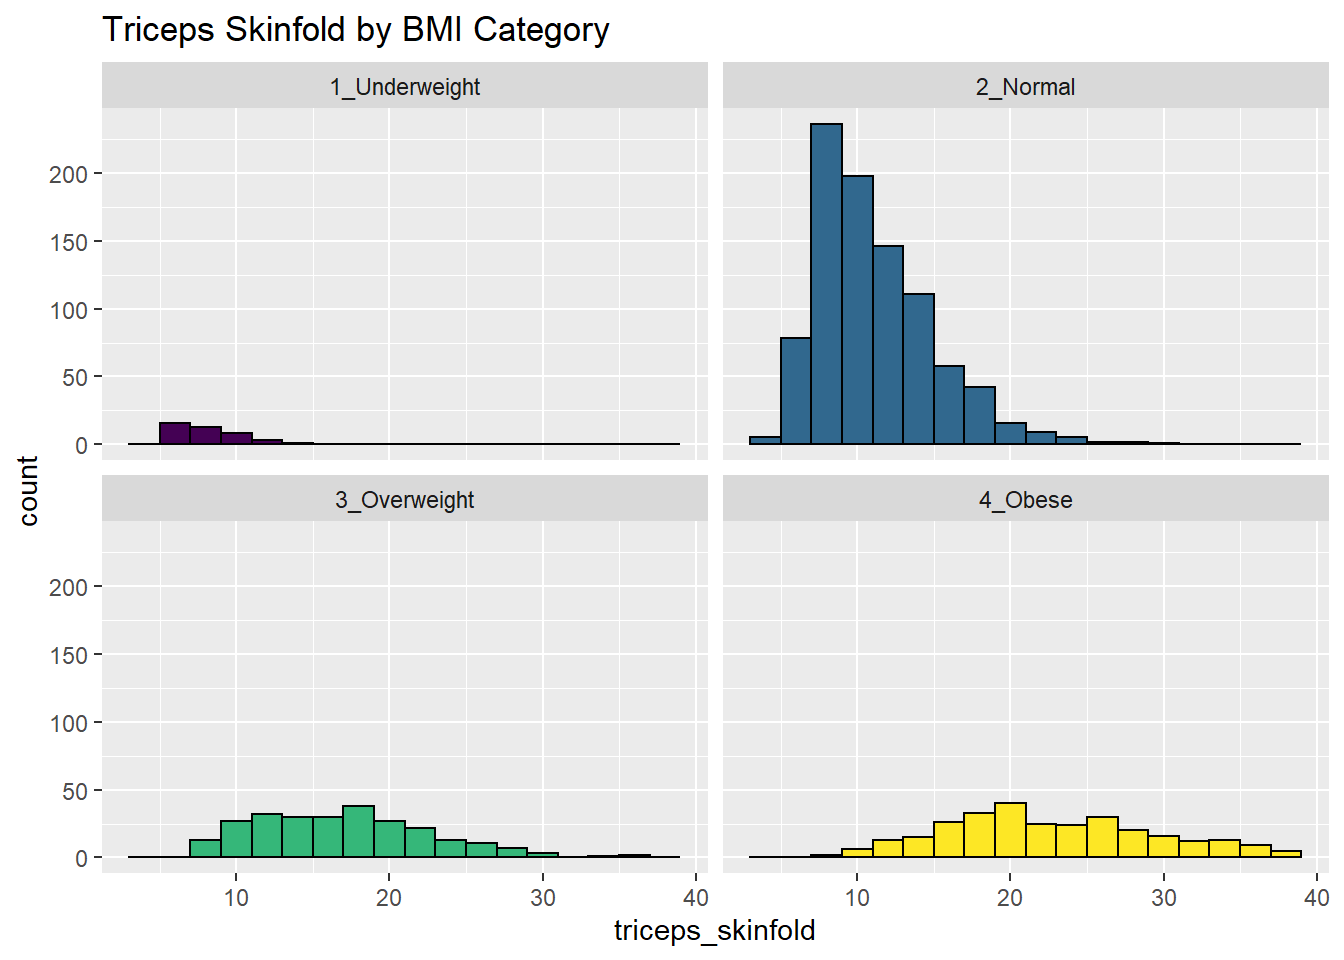 Triceps Skinfold by BMI Category
1_Underweight
2_Normal
200
150
100
50
0
count
3_Overweight
4_Obese
200
150
100
50
0
10 20 30 40 10 20 30 40
triceps_skinfold